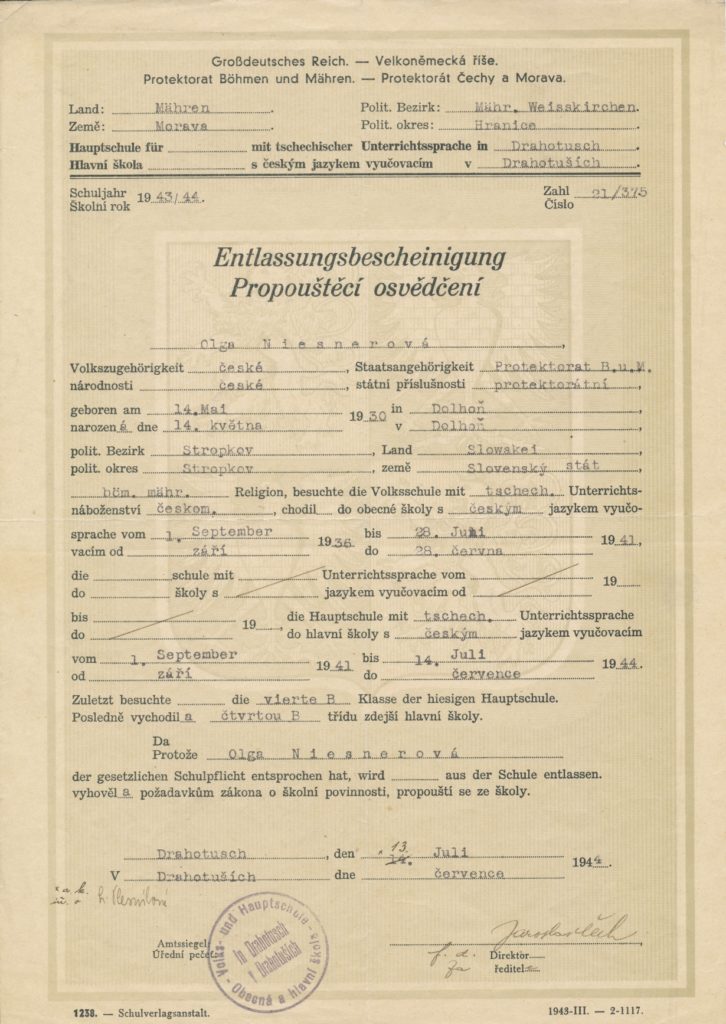 Großdeutsches Reich. — Velkoněmecká říše.
Protektorat Böhmen und Mähren. — Protektorát Čechy a Morava.
Land: Mähren. Polit. Bezirk: Mähr. Weisskirchen.
Země: Morava. Polit. okres: Hranice.
Hauptschule für mit tschechischer Unterrichtssprache in Drahotusch.
Hlavní škola s českým jazykem vyučovacím v Drahotuších.
Schuljahr 1943/44. Zahl 21/375
Školní rok Číslo
Entlassungsbescheinigung
Propouštěcí osvědčení
Olga Niesnerová,
Volkszugehörigkeit české, Staatsangehörigkeit Protektorat B.u.M.
národnosti české, státní příslušnosti protektorátní,
geboren am 14.Mai 1930 in Dolhoň,
narozená dne 14. května v Dolhoň,
polit. Bezirk Stropkov, Land Slowakei,
polit. okres Stropkov, země Slovenský stát,
böm. mähr. Religion, besuchte die Volksschule mit tschech. Unterrichts-
náboženství českom., chodil do obecné školy s českým jazykem vyučo-
sprache vom 1. September 1936 bis 28. Juni 1941,
vacím od září do 28. června
die schule mit Unterrichtssprache vom 19
do školy s jazykem vyučovacím od
bis 19 die Hauptschule mit tschech. Unterrichtssprache
do do hlavní školy s českým jazykem vyučovacím
vom 1. September 1941 bis 14. Juli 1944.
od září do července
Zuletzt besuchte die vierte B Klasse der hiesigen Hauptschule.
Posledně vychodila čtvrtou B třídu zdejší hlavní školy.
Da
Protože Olga Niesnerová
der gesetzlichen Schulpflicht entsprochen hat, wird aus der Schule entlassen.
vyhověla požadavkům zákona o školní povinnosti, propouští se ze školy.
Drahotusch, den 13. 14. Juli 1944.
V Drahotuších dne července
Amtssiegel
Úřední pečeť
Volks- und Hauptschule
in Drahotusch
v Drahotuších
Obecná a hlavní škola
Direktor
ředitel
1238. — Schulverlagsanstalt. 1943-III. — 2-1117.